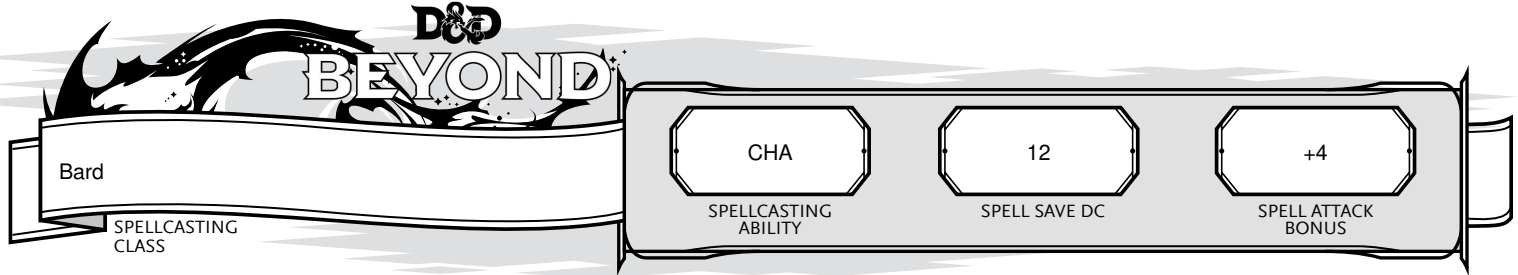 D&D
BEYOND
Bard
SPELLCASTING
CLASS
CHA
SPELLCASTING
ABILITY
12
SPELL SAVE DC
+4
SPELL ATTACK
BONUS